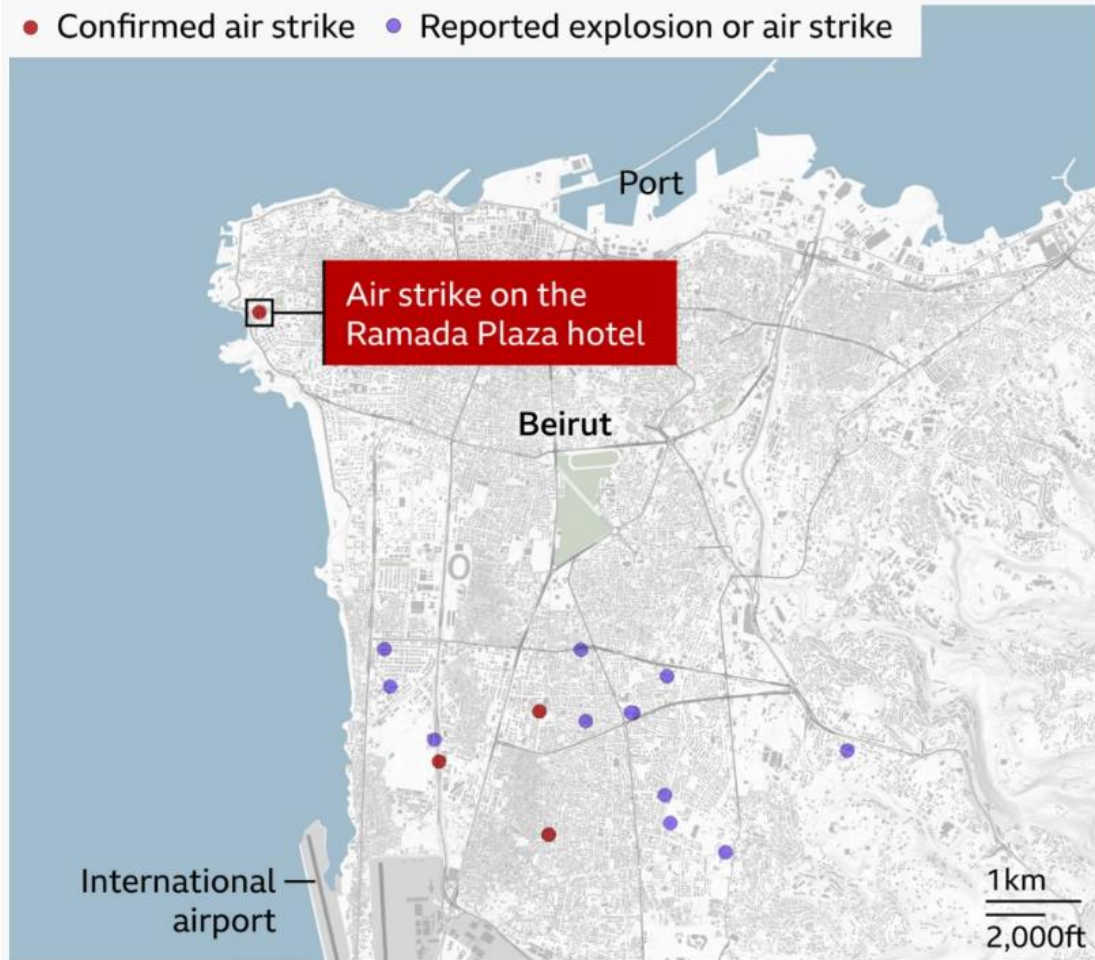 Confirmed air strike
Reported explosion or air strike
Port
Air strike on the
Ramada Plaza hotel
Beirut
International
airport
1km
2,000ft